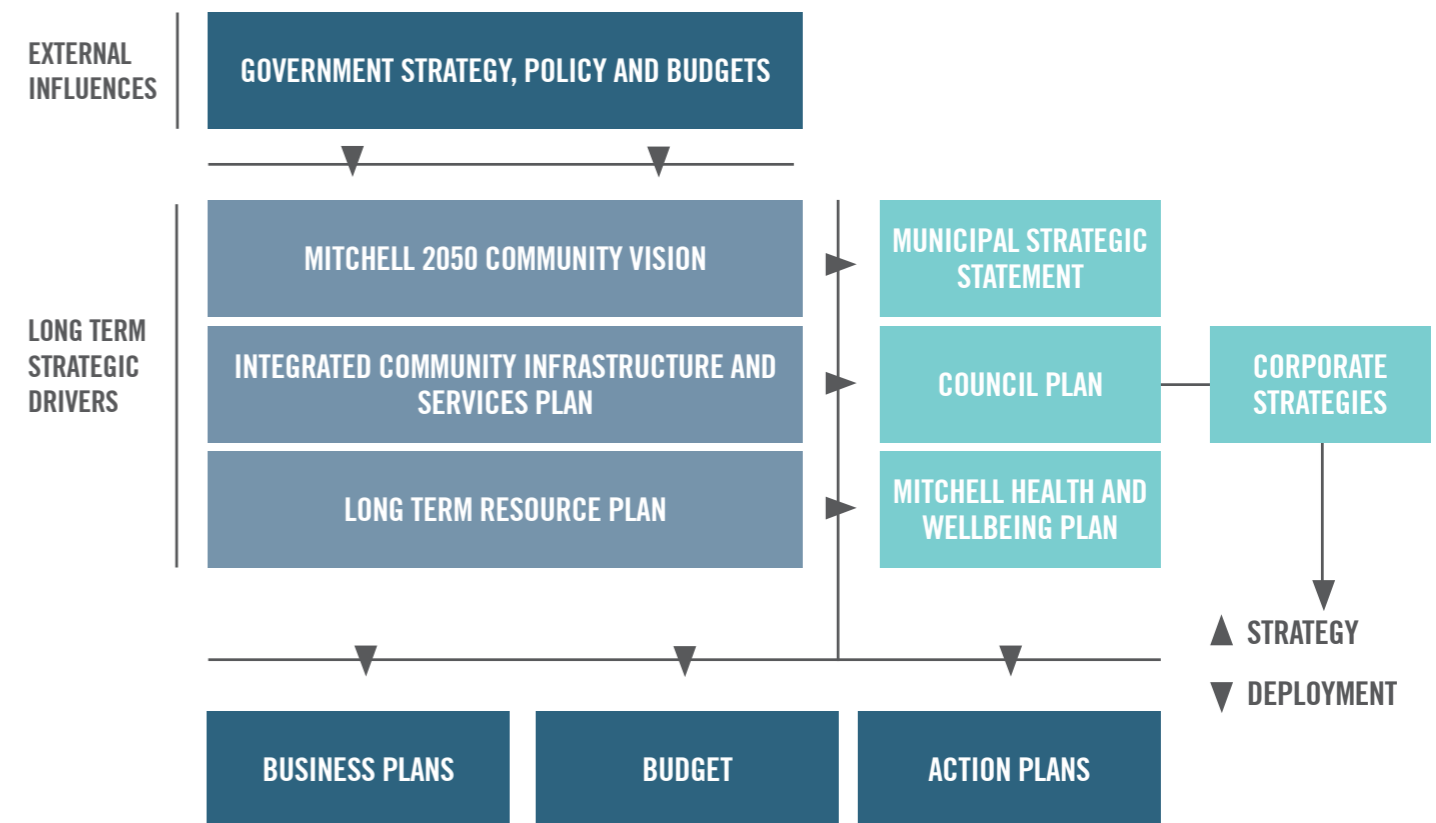 EXTERNAL
INFLUENCES
GOVERNMENT STRATEGY, POLICY AND BUDGETS
LONG TERM
STRATEGIC
DRIVERS
MITCHELL 2050 COMMUNITY VISION
INTEGRATED COMMUNITY INFRASTRUCTURE AND
SERVICES PLAN
LONG TERM RESOURCE PLAN
MUNICIPAL STRATEGIC
STATEMENT
COUNCIL PLAN
MITCHELL HEALTH AND
WELLBEING PLAN
CORPORATE
STRATEGIES
STRATEGY
DEPLOYMENT
BUSINESS PLANS
BUDGET
ACTION PLANS